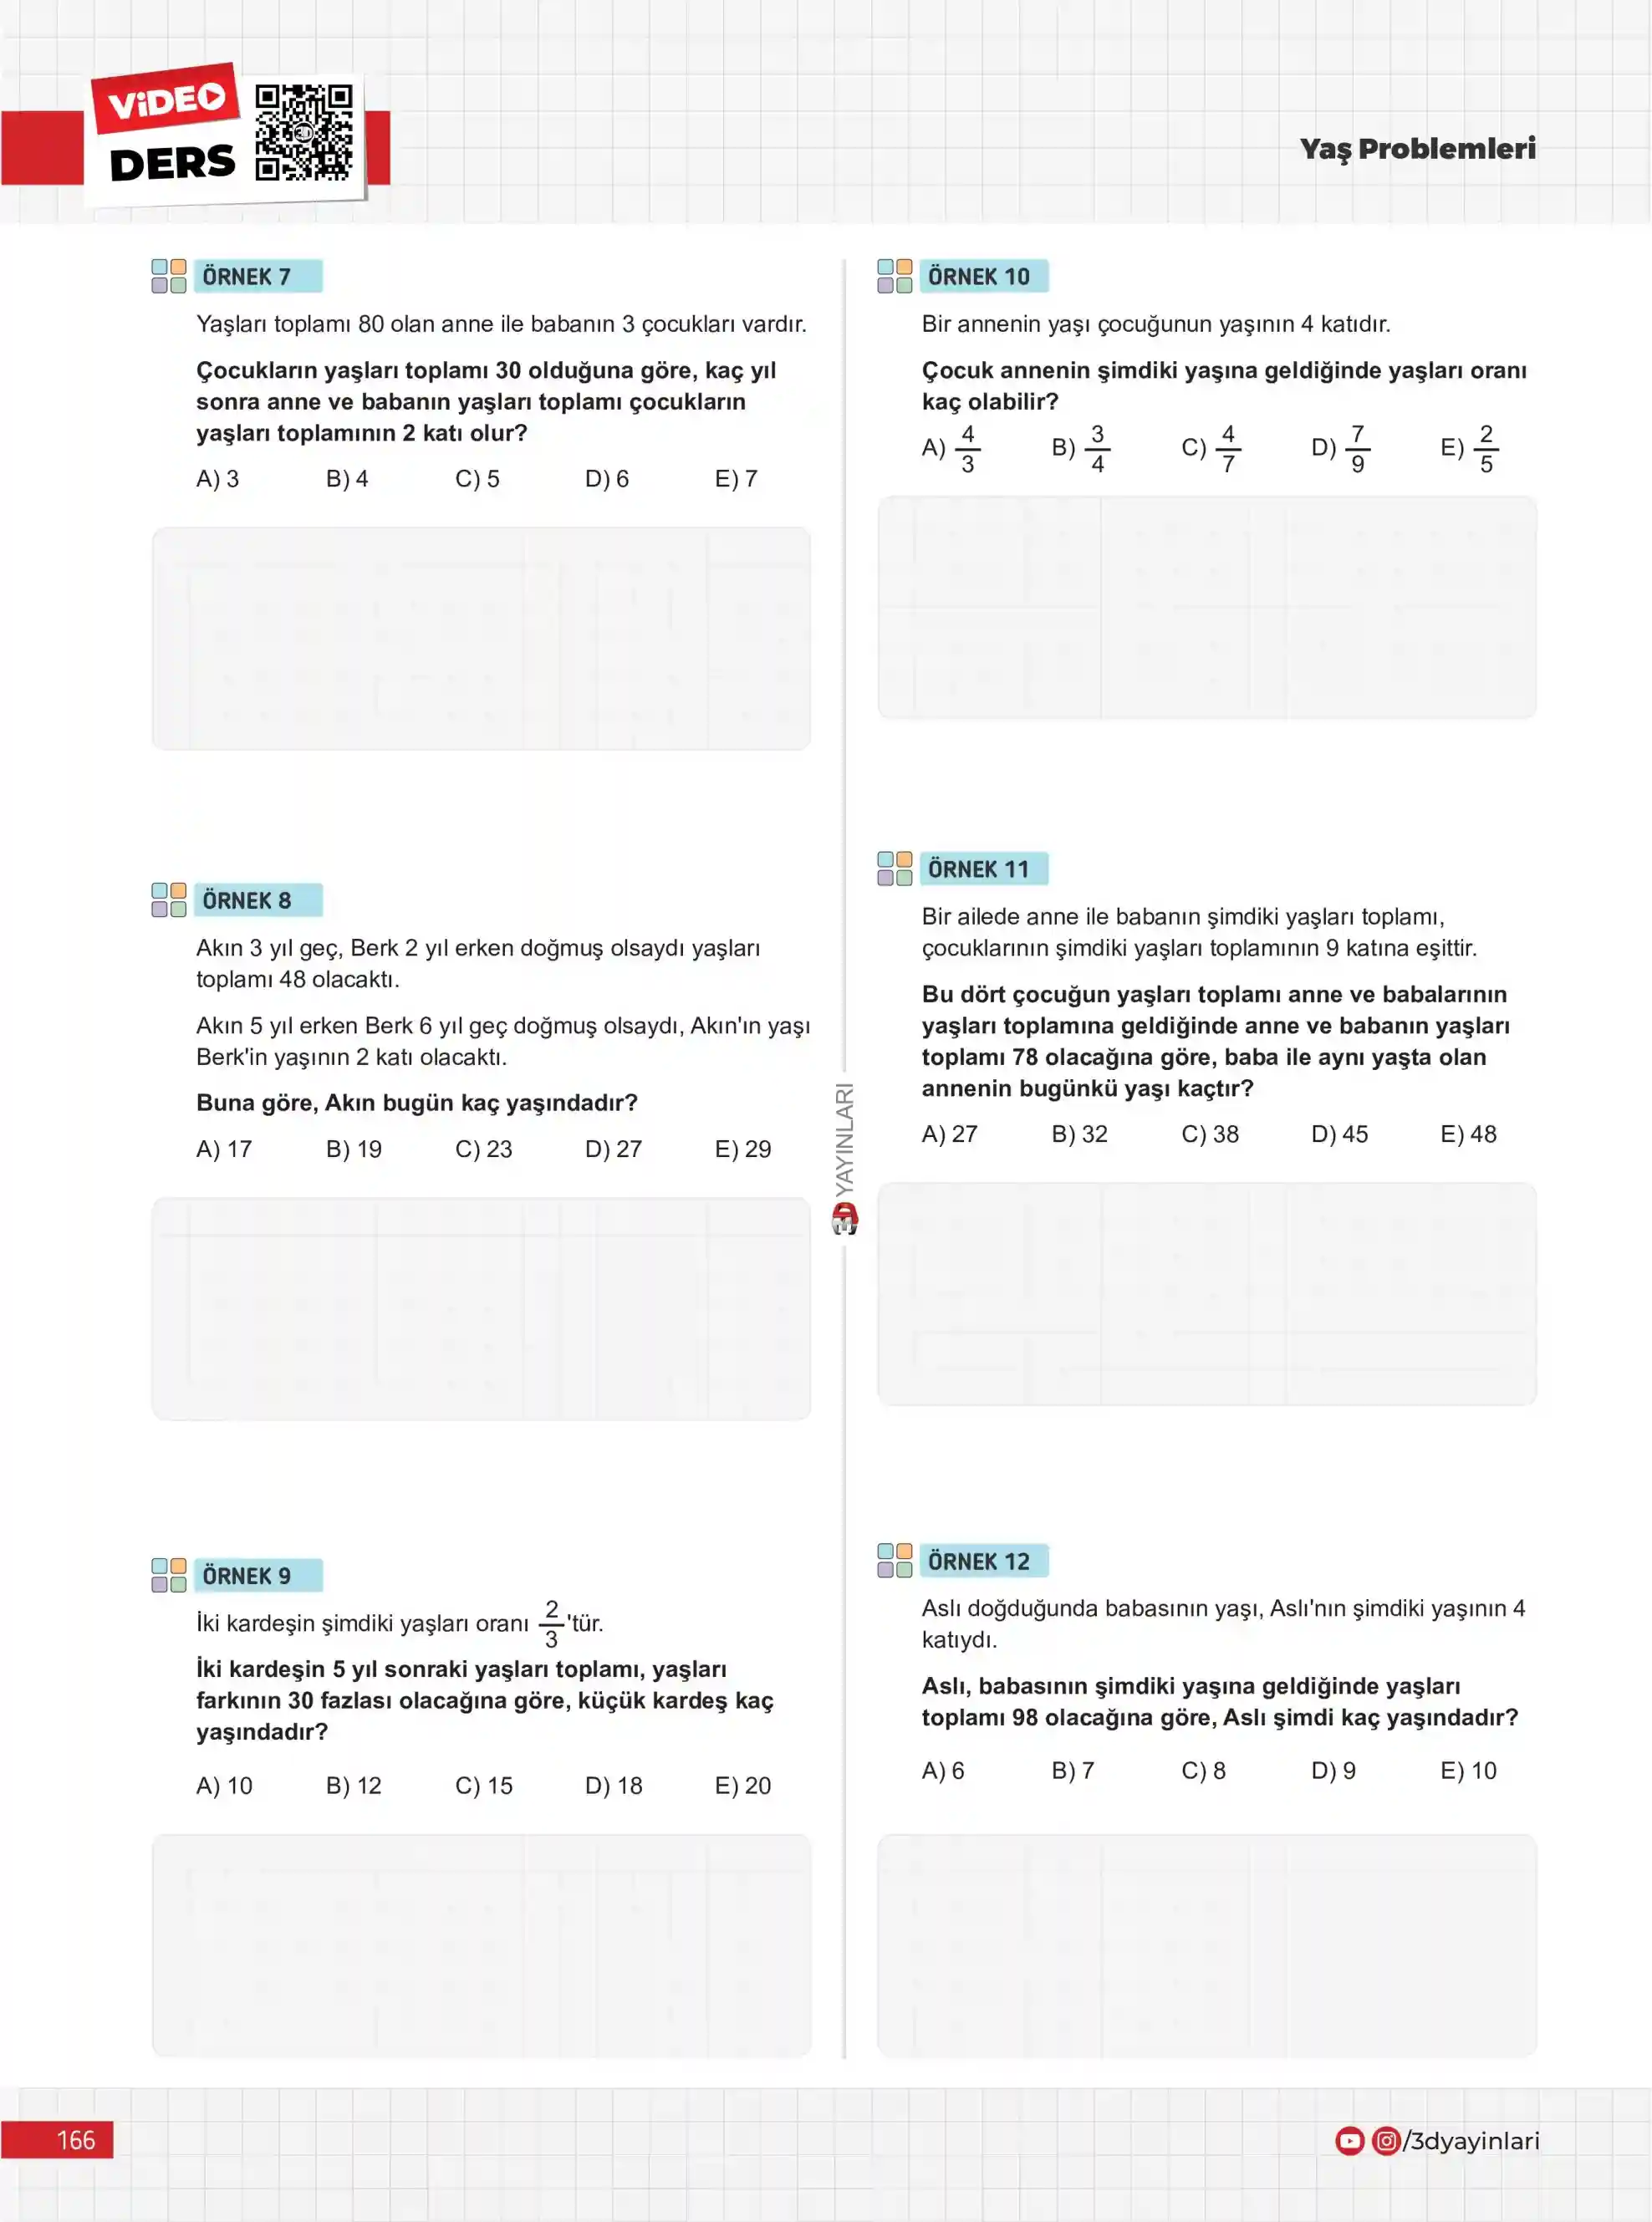 VİDEO
DERS
Yaş Problemleri
ÖRNEK 7
Yaşları toplamı 80 olan anne ile babanın 3 çocukları vardır.
Çocukların yaşları toplamı 30 olduğuna göre, kaç yıl
sonra anne ve babanın yaşları toplamı çocukların
yaşları toplamının 2 katı olur?
A) 3 B) 4 C) 5 D) 6 E) 7
ÖRNEK 8
Akın 3 yıl geç, Berk 2 yıl erken doğmuş olsaydı yaşları
toplamı 48 olacaktı.
Akın 5 yıl erken Berk 6 yıl geç doğmuş olsaydı, Akın'ın yaşı
Berk'in yaşının 2 katı olacaktı.
Buna göre, Akın bugün kaç yaşındadır?
A) 17 B) 19 C) 23 D) 27 E) 29
ÖRNEK 9
İki kardeşin şimdiki yaşları oranı 2/3'tür.
İki kardeşin 5 yıl sonraki yaşları toplamı, yaşları
farkının 30 fazlası olacağına göre, küçük kardeş kaç
yaşındadır?
A) 10 B) 12 C) 15 D) 18 E) 20
YAYINLARI
ÖRNEK 10
Bir annenin yaşı çocuğunun yaşının 4 katıdır.
Çocuk annenin şimdiki yaşına geldiğinde yaşları oranı
kaç olabilir?
A) 4/3 B) 3/4 C) 4/7 D) 7/9 E) 2/5
ÖRNEK 11
Bir ailede anne ile babanın şimdiki yaşları toplamı,
çocuklarının şimdiki yaşları toplamının 9 katına eşittir.
Bu dört çocuğun yaşları toplamı anne ve babalarının
yaşları toplamına geldiğinde anne ve babanın yaşları
toplamı 78 olacağına göre, baba ile aynı yaşta olan
annenin bugünkü yaşı kaçtır?
A) 27 B) 32 C) 38 D) 45 E) 48
ÖRNEK 12
Aslı doğduğunda babasının yaşı, Aslı'nın şimdiki yaşının 4
katıydı.
Aslı, babasının şimdiki yaşına geldiğinde yaşları
toplamı 98 olacağına göre, Aslı şimdi kaç yaşındadır?
A) 6 B) 7 C) 8 D) 9 E) 10
166
/3dyayinlari